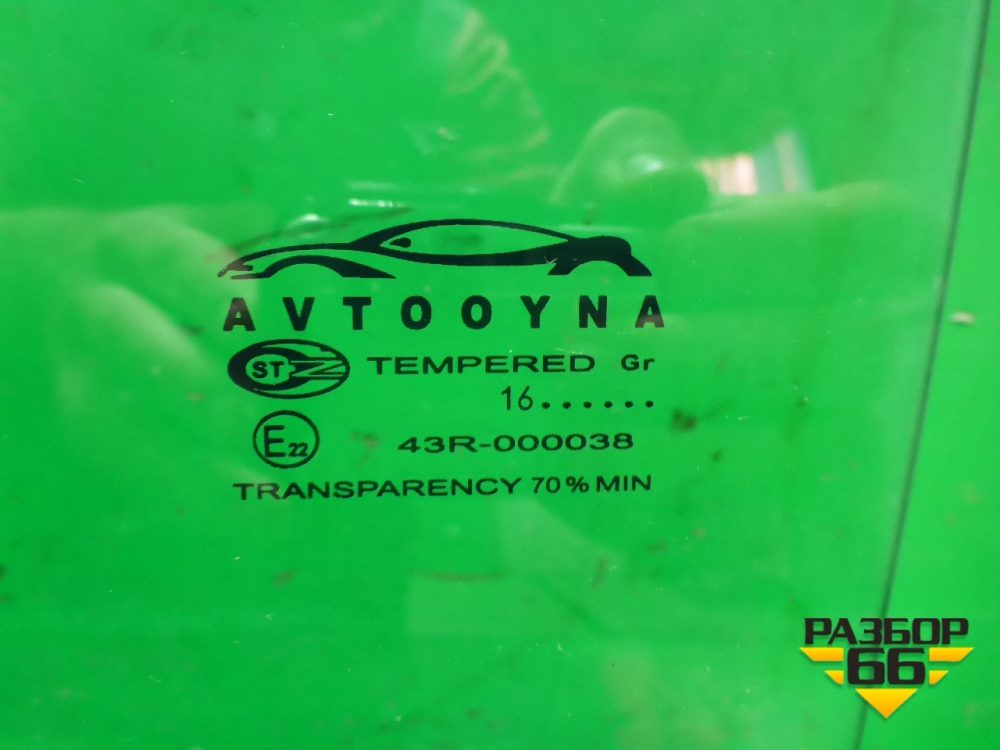 AVTOOYNA
ST TEMPERED Gr
16......
E22 43R-000038
TRANSPARENCY 70% MIN
РАЗБОР
66